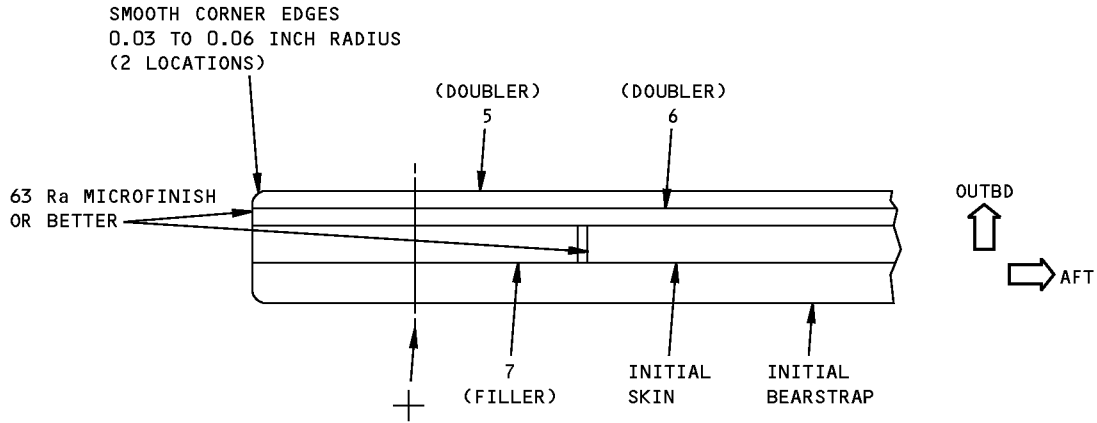 SMOOTH CORNER EDGES
0.03 TO 0.06 INCH RADIUS
(2 LOCATIONS)
(DOUBLER)
5
(DOUBLER)
6
63 Ra MICROFINISH
OR BETTER
OUTBD
AFT
7
(FILLER)
INITIAL
SKIN
INITIAL
BEARSTRAP